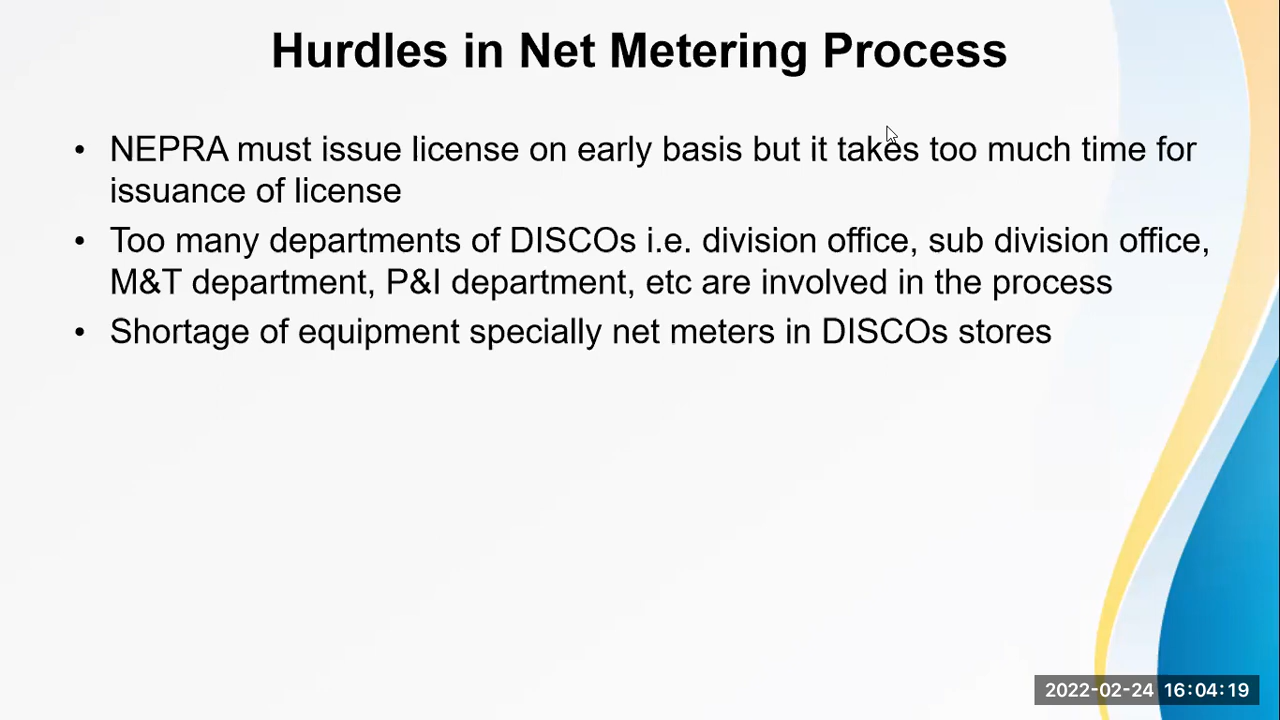 Hurdles in Net Metering Process
• NEPRA must issue license on early basis but it takes too much time for
issuance of license
• Too many departments of DISCOs i.e. division office, sub division office,
M&T department, P&I department, etc are involved in the process
• Shortage of equipment specially net meters in DISCOs stores
2022-02-24 16:04:19